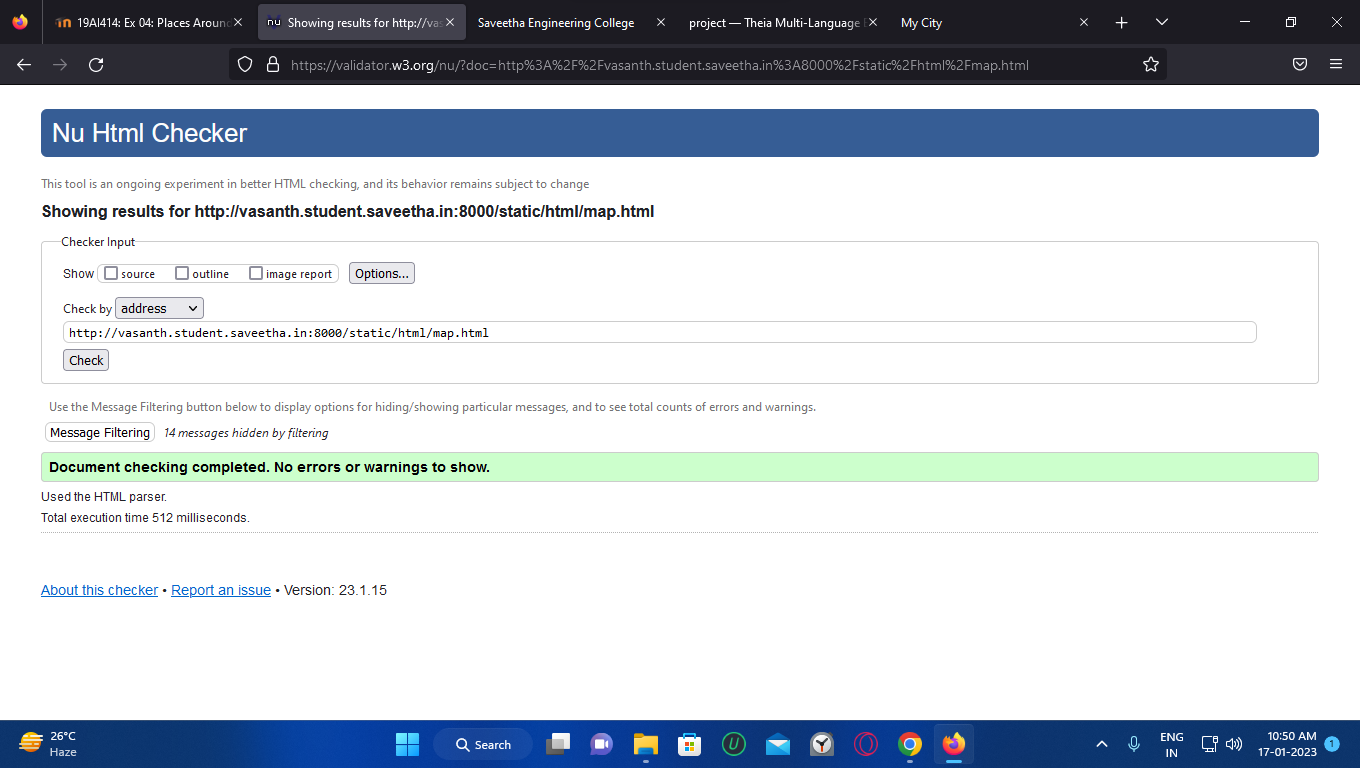 19AI414: Ex 04: Places Around
nu Showing results for http://vas
Saveetha Engineering College
project — Theia Multi-Language
My City
https://validator.w3.org/nu/?doc=http%3A%2F%2Fvasanth.student.saveetha.in%3A8000%2Fstatic%2Fhtml%2Fmap.html
Nu Html Checker
This tool is an ongoing experiment in better HTML checking, and its behavior remains subject to change
Showing results for http://vasanth.student.saveetha.in:8000/static/html/map.html
Checker Input
Show source outline image report Options...
Check by address
http://vasanth.student.saveetha.in:8000/static/html/map.html
Check
Use the Message Filtering button below to display options for hiding/showing particular messages, and to see total counts of errors and warnings.
Message Filtering 14 messages hidden by filtering
Document checking completed. No errors or warnings to show.
Used the HTML parser.
Total execution time 512 milliseconds.
About this checker • Report an issue • Version: 23.1.15
26°C
Haze
Search
ENG
IN
10:50 AM
17-01-2023
1